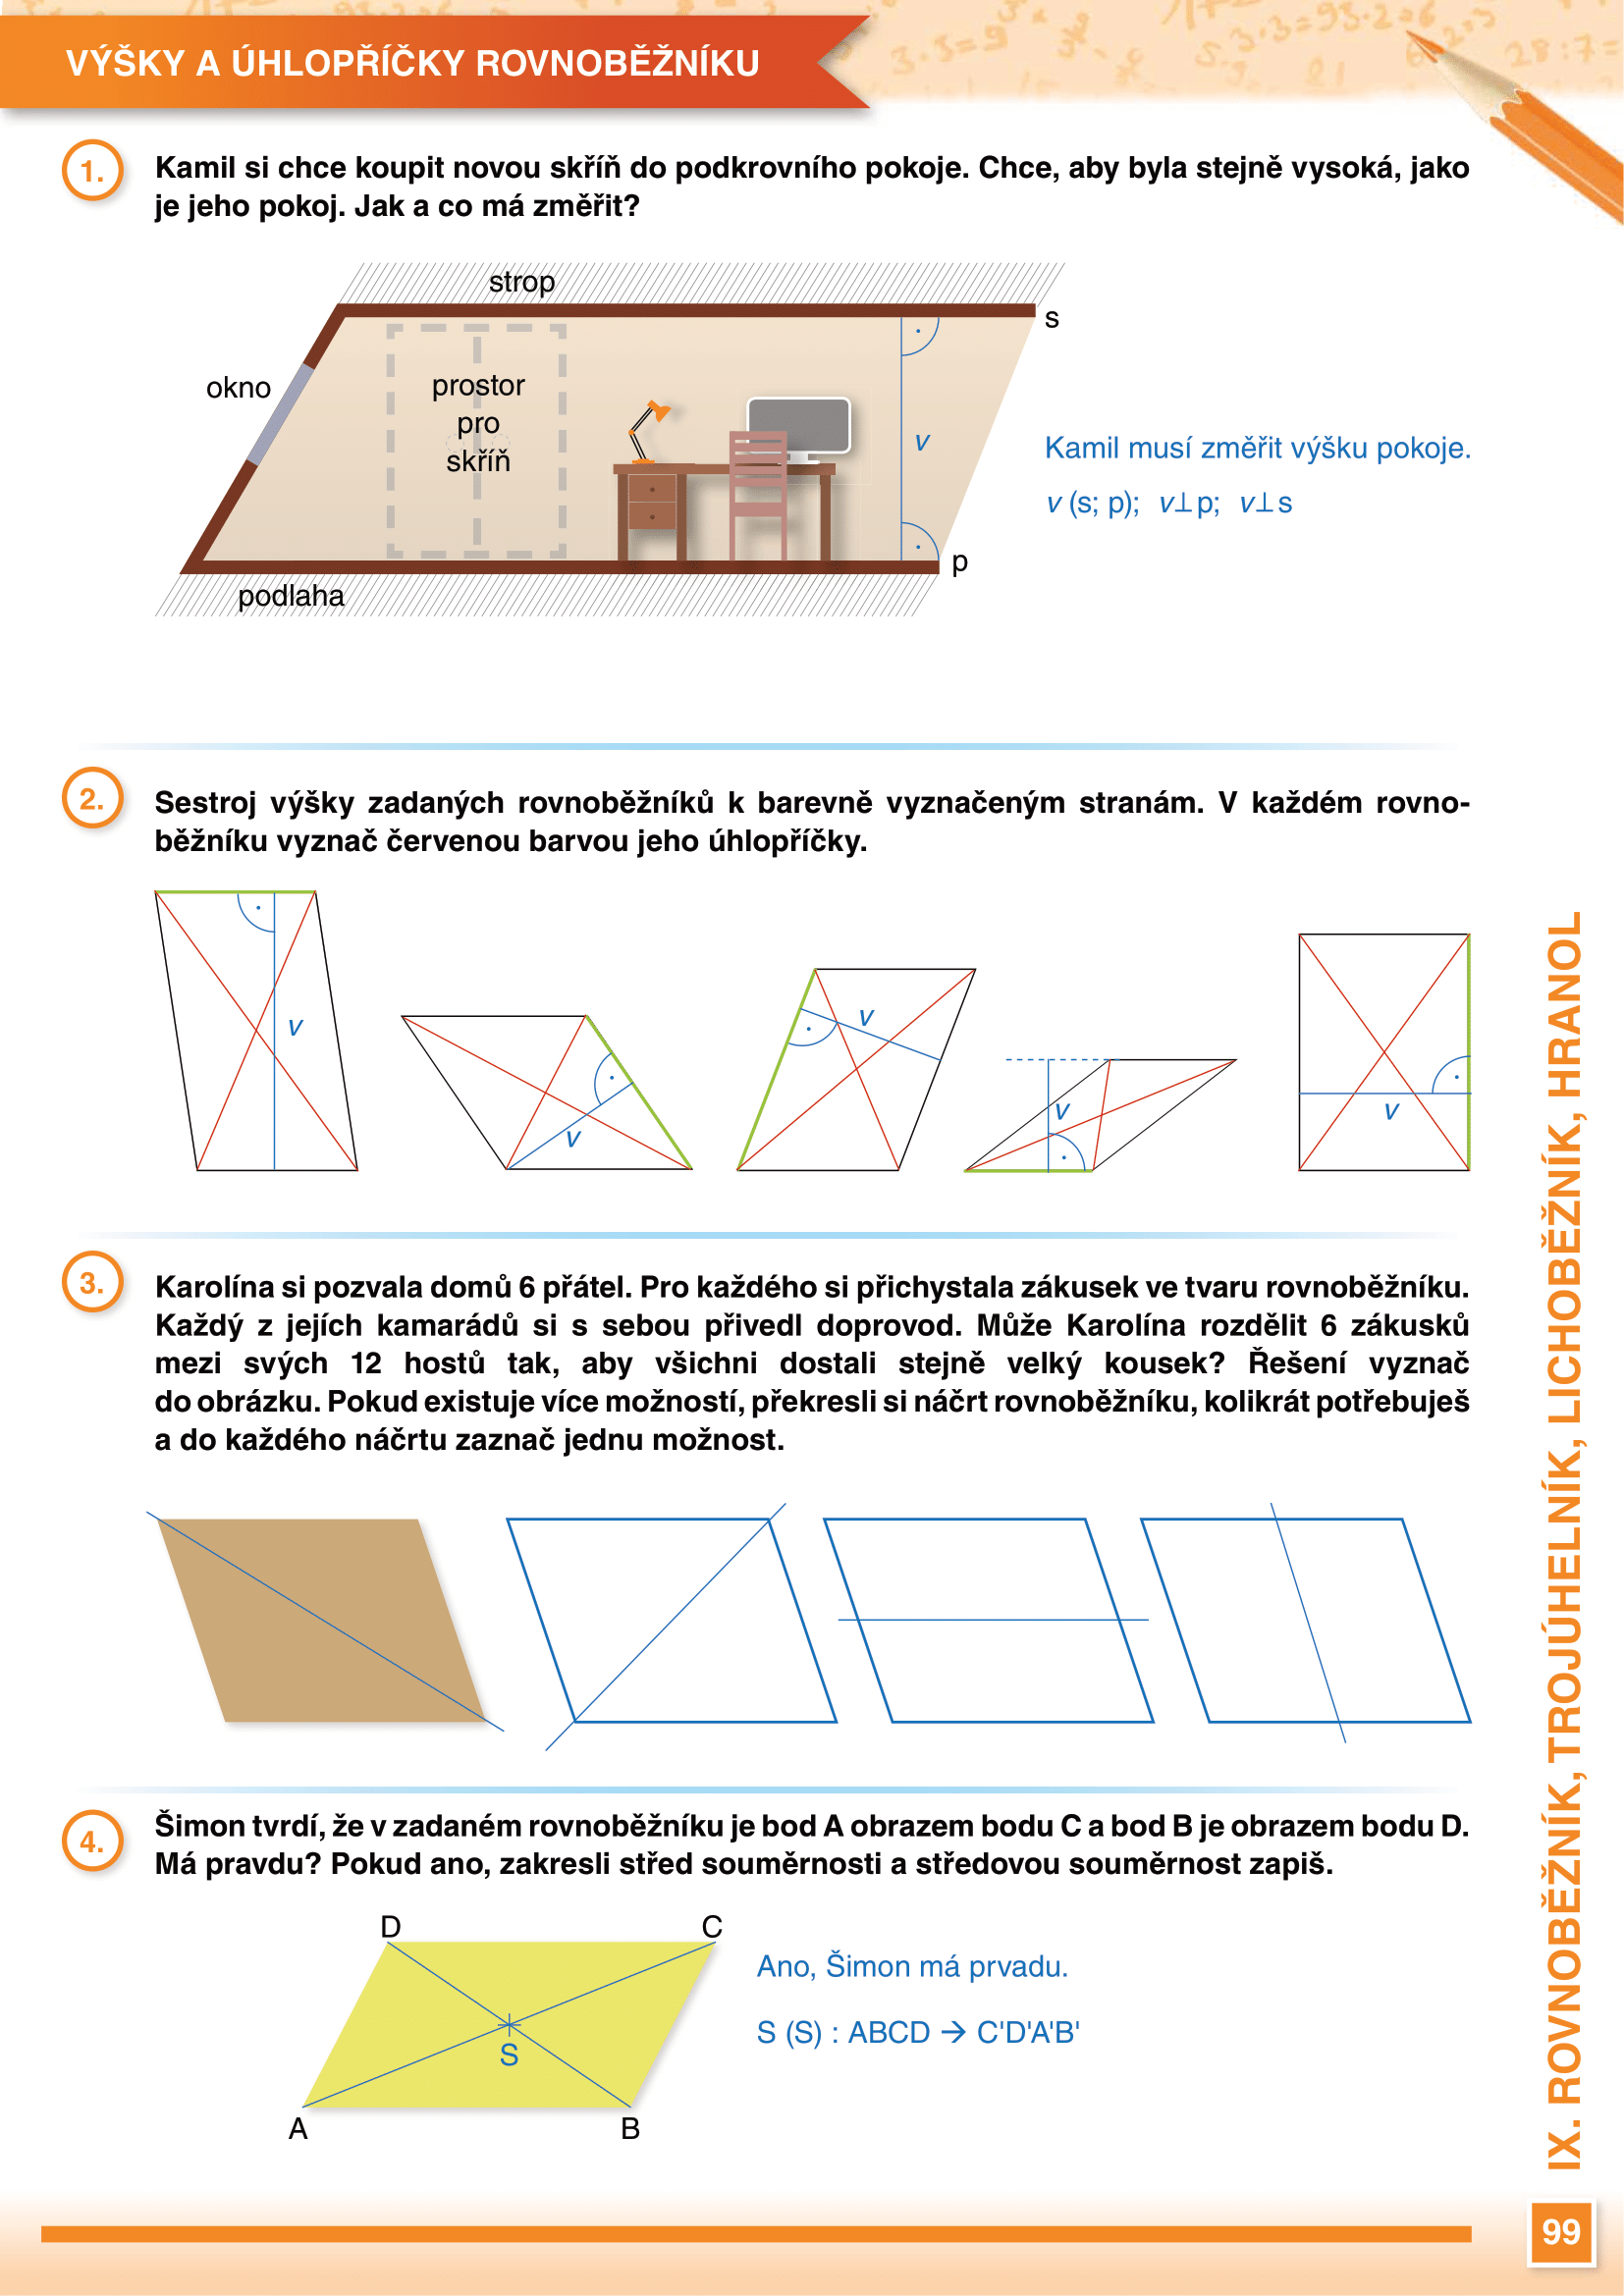 VÝŠKY A ÚHLOPŘÍČKY ROVNOBĚŽNÍKU
1.
Kamil si chce koupit novou skříň do podkrovního pokoje. Chce, aby byla stejně vysoká, jako
je jeho pokoj. Jak a co má změřit?
strop
s
okno
prostor
pro
skříň
v
Kamil musí změřit výšku pokoje.
v (s; p); v⊥p; v⊥s
p
podlaha
2.
Sestroj výšky zadaných rovnoběžníků k barevně vyznačeným stranám. V každém rovno-
běžníku vyznač červenou barvou jeho úhlopříčky.
v
v
v
v
v
3.
Karolína si pozvala domů 6 přátel. Pro každého si přichystala zákusek ve tvaru rovnoběžníku.
Každý z jejích kamarádů si s sebou přivedl doprovod. Může Karolína rozdělit 6 zákusků
mezi svých 12 hostů tak, aby všichni dostali stejně velký kousek? Řešení vyznač
do obrázku. Pokud existuje více možností, překresli si náčrt rovnoběžníku, kolikrát potřebuješ
a do každého náčrtu zaznač jednu možnost.
4.
Šimon tvrdí, že v zadaném rovnoběžníku je bod A obrazem bodu C a bod B je obrazem bodu D.
Má pravdu? Pokud ano, zakresli střed souměrnosti a středovou souměrnost zapiš.
D
C
S
A
B
Ano, Šimon má prvadu.
S (S) : ABCD → C'D'A'B'
IX. ROVNOBĚŽNÍK, TROJÚHELNÍK, LICHOBĚŽNÍK, HRANOL
99